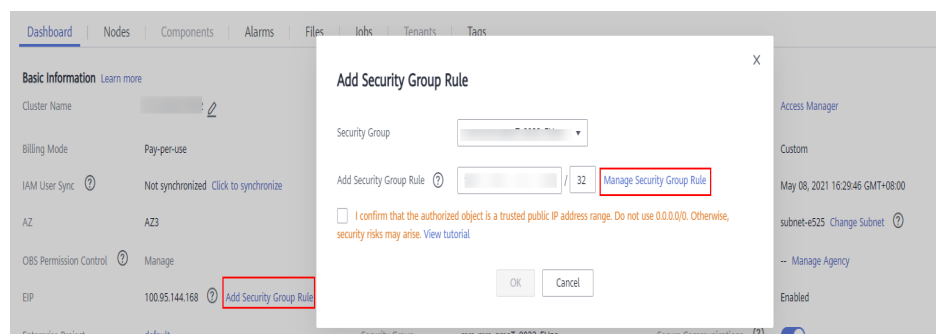 Dashboard Nodes Components Alarms Files Jobs Tenants Tags
X
Add Security Group Rule
Basic Information Learn more
Cluster Name
Access Manager
Security Group
Billing Mode Pay-per-use
Custom
Add Security Group Rule ? / 32 Manage Security Group Rule
IAM User Sync ? Not synchronized Click to synchronize
May 08, 2021 16:29:46 GMT+08:00
I confirm that the authorized object is a trusted public IP address range. Do not use 0.0.0.0/0. Otherwise,
security risks may arise. View tutorial
AZ AZ3
subnet-e525 Change Subnet ?
OBS Permission Control ? Manage
-- Manage Agency
OK Cancel
EIP 100.95.144.168 ? Add Security Group Rule
Enabled
Enterprise Project default Security Group Secure Communications ?